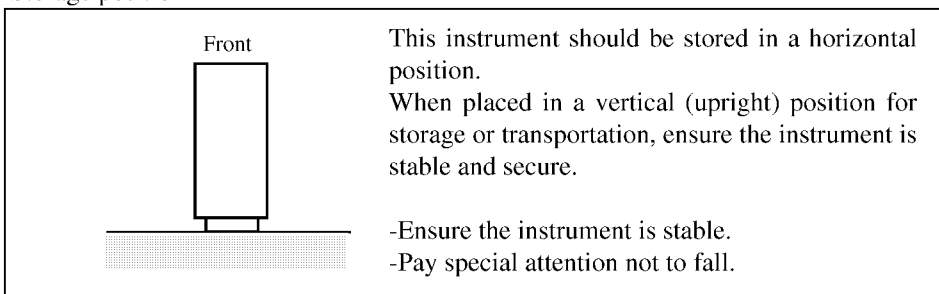 Front
This instrument should be stored in a horizontal
position.
When placed in a vertical (upright) position for
storage or transportation, ensure the instrument is
stable and secure.
-Ensure the instrument is stable.
-Pay special attention not to fall.